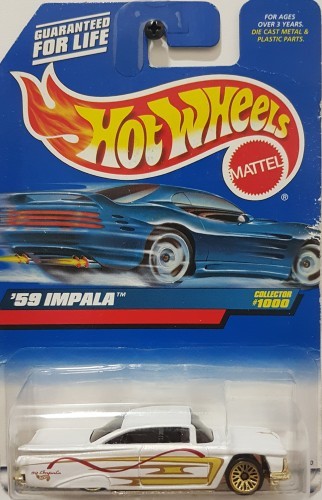 GUARANTEED
FOR LIFE
FOR AGES
OVER 3 YEARS.
DIE CAST METAL &
PLASTIC PARTS.
HOT WHEELS
MATTEL
®
'59 IMPALA™
COLLECTOR
#1000